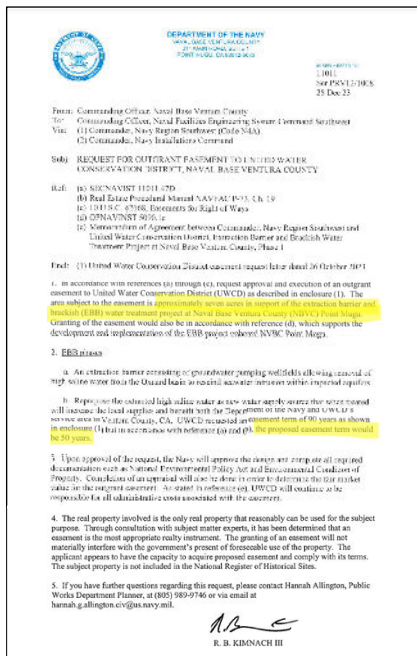 DEPARTMENT OF THE NAVY
NAVAL BASE VENTURA COUNTY
POINT MUGU, CA
11011
25 Dec 23
From: Commanding Officer, Naval Base Ventura County
To: Commanding Officer, Naval Facilities Engineering System Command Southwest
Via: (1) Commander, Navy Region Southwest (Code N4A)
(2) Commander, Navy Installations Command
Subj: REQUEST FOR OUTGRANT EASEMENT TO UNITED WATER
CONSERVATION DISTRICT, NAVAL BASE VENTURA COUNTY
Ref: (a) SECNAVINST 11011.47D
(b) Real Estate Procedural Manual NAVFAC P-73, Ch. 19
(c) 10 U.S.C. Easements for Right of Ways
(d) OPNAVINST
(e) Memorandum of Agreement between Commander, Navy Region Southwest and
United Water Conservation District, Extraction Barrier and Brackish Water
Treatment Project at Naval Base Ventura County, Phase 1
Encl: (1) United Water Conservation District easement request letter dated 26 October 2023
1. In accordance with references (a) through (c), request approval and execution of an outgrant
easement to United Water Conservation District (UWCD) as described in enclosure (1). The
area subject to the easement is approximately seven acres in support of the extraction barrier and
brackish (EBB) water treatment project at Naval Base Ventura County (NBVC) Point Mugu.
Granting of the easement would also be in accordance with reference (d), which supports the
development and implementation of the EBB project enhanced NVBC Point Mugu.
2. EBB phases
a. An extraction barrier consisting of groundwater pumping wellfields allowing removal of
high saline water from the Oxnard basin to rescind seawater intrusion within impacted aquifers
b. Repurpose the extracted high saline water as new water supply source that when treated
will increase the local supplies and benefit both the Department of the Navy and UWCD's
service area to Ventura County, CA. UWCD requested an easement term of 90 years as shown
in enclosure (1) but in accordance with reference (a) and the proposed easement term would
be 50 years.
3. Upon approval of the request, the Navy will approve the design and complete all required
documentation such as National Environmental Policy Act and Environmental Condition of
Property. Completion of an appraisal will also be done in order to determine the fair market
value for the outgrant easement. As stated in reference (e), UWCD will continue to be
responsible for all administrative costs associated with the easement.
4. The real property involved is the only real property that reasonably can be used for the subject
purpose. Through consultation with subject matter experts, it has been determined that an
easement is the most appropriate realty instrument. The granting of an easement will not
materially interfere with the government's present of foreseeable use of the property. The
applicant appears to have the capacity to acquire proposed easement and comply with its terms.
The subject property is not included in the National Register of Historical Sites.
5. If you have further questions regarding this request, please contact Hannah Allington, Public
Works Department Planner, at (805) 989-9746 or via email at
hannah.g.allington.civ@us.navy.mil.
R. B. KIMNACH III